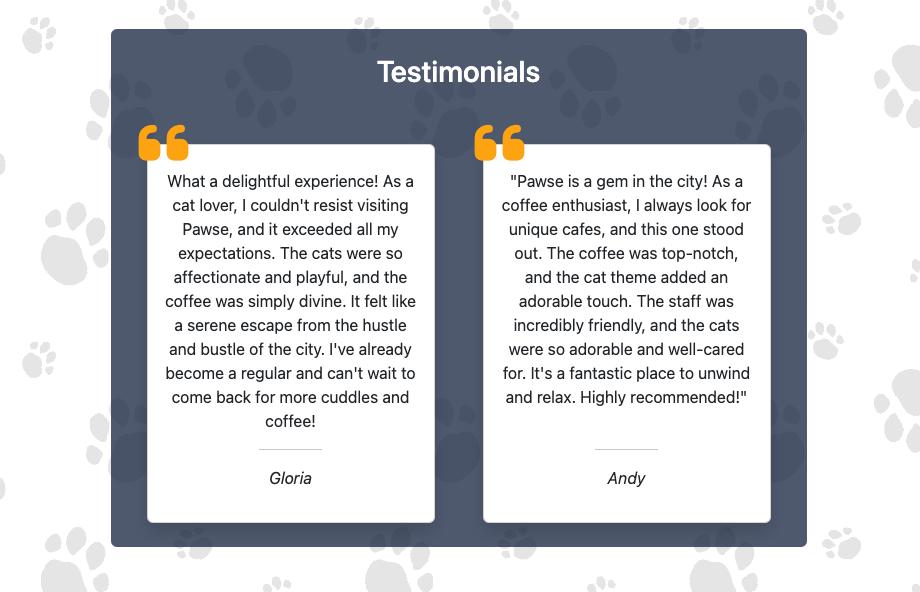 Testimonials
What a delightful experience! As a
cat lover, I couldn't resist visiting
Pawse, and it exceeded all my
expectations. The cats were so
affectionate and playful, and the
coffee was simply divine. It felt like
a serene escape from the hustle
and bustle of the city. I've already
become a regular and can't wait to
come back for more cuddles and
coffee!
Gloria
"Pawse is a gem in the city! As a
coffee enthusiast, I always look for
unique cafes, and this one stood
out. The coffee was top-notch,
and the cat theme added an
adorable touch. The staff was
incredibly friendly, and the cats
were so adorable and well-cared
for. It's a fantastic place to unwind
and relax. Highly recommended!"
Andy